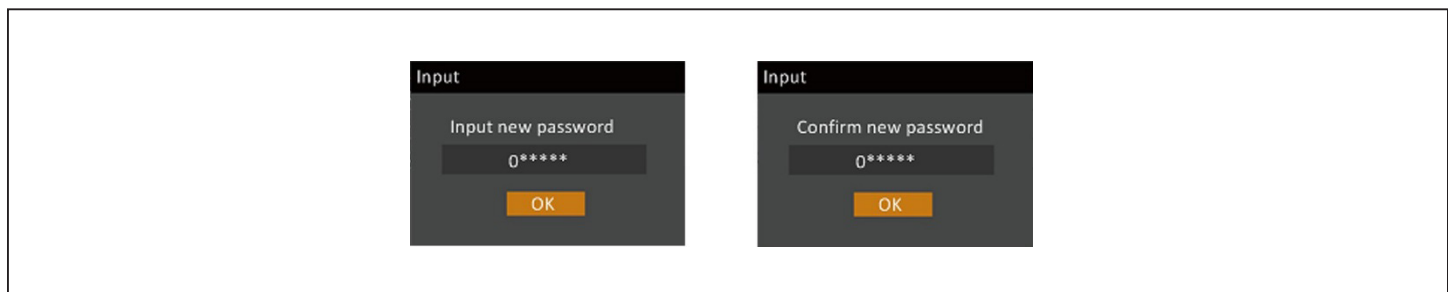 Input
Input new password
0*****
OK
Input
Confirm new password
0*****
OK